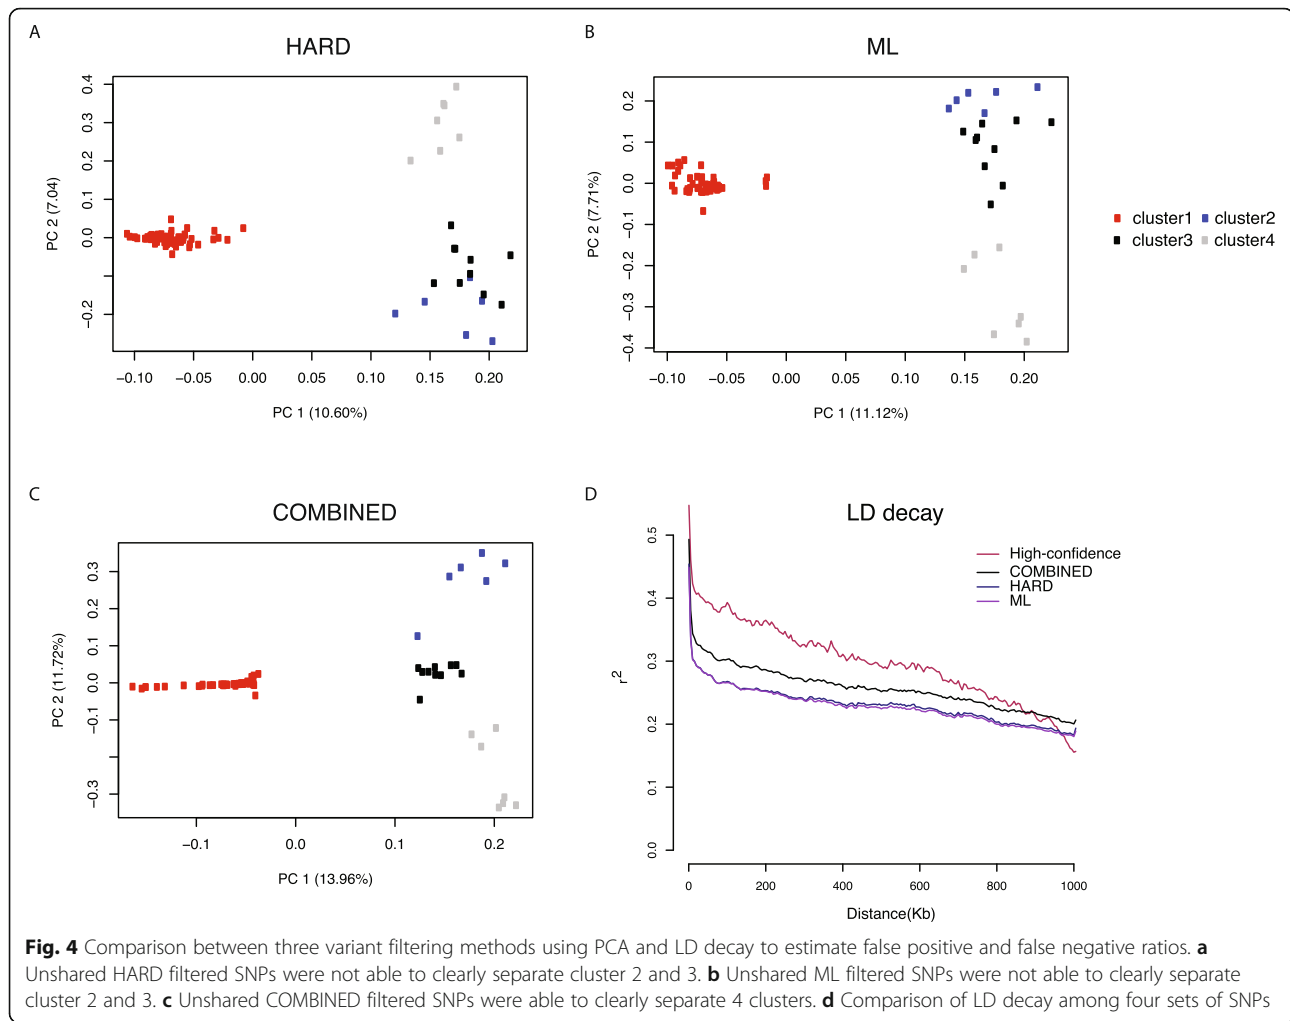 A
HARD
0.4
0.3
0.2
0.1
0.0
−0.2
PC 2 (7.04)
−0.10 −0.05 0.00 0.05 0.10 0.15 0.20
PC 1 (10.60%)
B
ML
0.2
0.1
0.0
−0.1
−0.2
−0.3
−0.4
PC 2 (7.71%)
−0.10 −0.05 0.00 0.05 0.10 0.15 0.20
PC 1 (11.12%)
cluster1 cluster2
cluster3 cluster4
C
COMBINED
0.3
0.2
0.1
0.0
−0.1
−0.3
PC 2 (11.72%)
−0.1 0.0 0.1 0.2
PC 1 (13.96%)
D
LD decay
0.5
0.4
0.3
0.2
0.1
0.0
r2
High-confidence
COMBINED
HARD
ML
0 200 400 600 800 1000
Distance(Kb)
Fig. 4 Comparison between three variant filtering methods using PCA and LD decay to estimate false positive and false negative ratios. a
Unshared HARD filtered SNPs were not able to clearly separate cluster 2 and 3. b Unshared ML filtered SNPs were not able to clearly separate
cluster 2 and 3. c Unshared COMBINED filtered SNPs were able to clearly separate 4 clusters. d Comparison of LD decay among four sets of SNPs